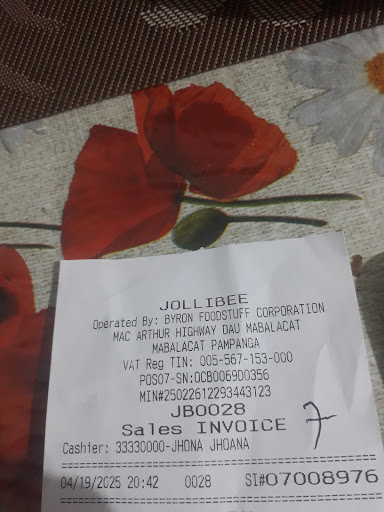 JOLLIBEE
Operated By: BYRON FOODSTUFF CORPORATION
MAC ARTHUR HIGHWAY DAU MABALACAT
MABALACAT PAMPANGA
VAT Reg TIN: 005-567-153-000
POS07-SN:QCB0069D0356
MIN#25022612293443123
JB0028
Sales INVOICE 7
Cashier: 33330000-JHONA JHOANA
04/19/2025 20:42 0028 SI#07008976